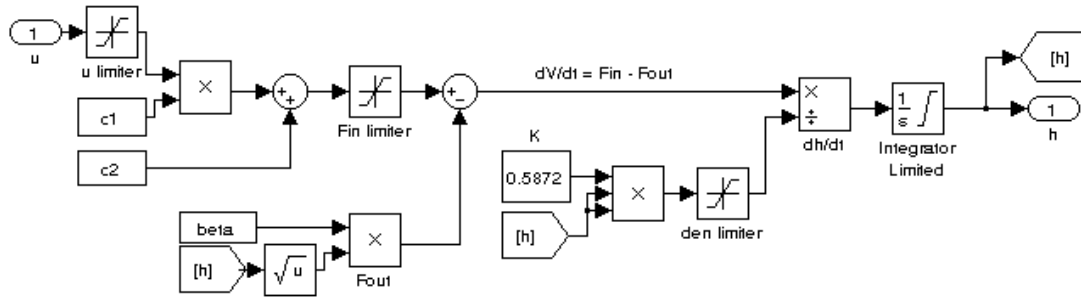 1
u
u limiter
×
c1
c2
+
+
Fin limiter
+
−
dV/dt = Fin - Fout
×
÷
dh/dt
1
s
Integrator
Limited
[h]
1
h
K
0.5872
×
[h]
den limiter
beta
[h]
√u
×
Fout